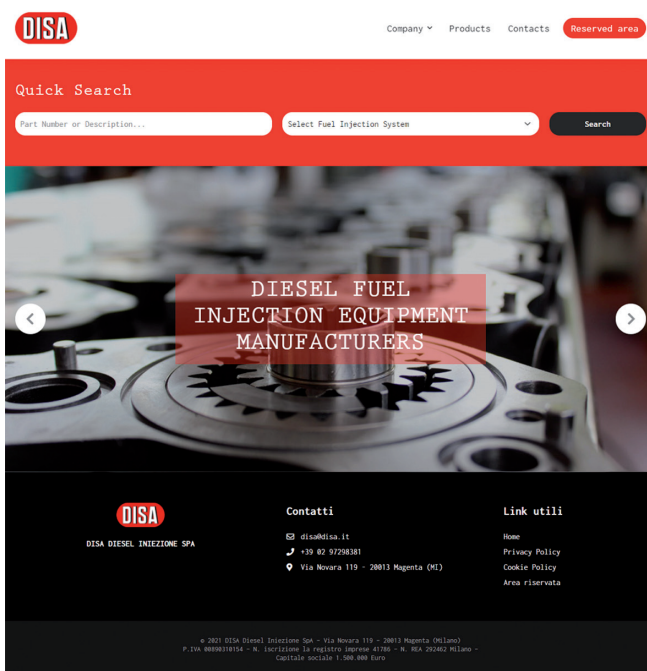 DISA
Company Products Contacts Reserved area
Quick Search
Part Number or Description...
Select Fuel Injection System
Search
DIESEL FUEL
INJECTION EQUIPMENT
MANUFACTURERS
DISA
DISA DIESEL INIEZIONE SPA
Contatti
disa@disa.it
+39 02 97298381
Via Novara 119 - 20013 Magenta (MI)
Link utili
Home
Privacy Policy
Cookie Policy
Area riservata
© 2021 DISA Diesel Iniezione SpA - Via Novara 119 - 20013 Magenta (Milano)
P.IVA 00890310154 - N. iscrizione la registro imprese 41786 - N. REA 292462 Milano -
Capitale sociale 1.500.000 Euro